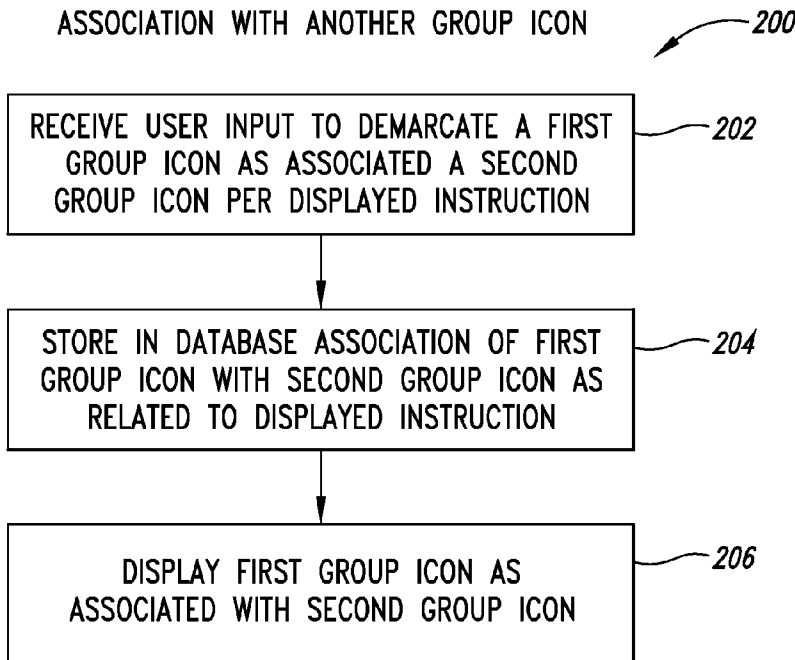 ASSOCIATION WITH ANOTHER GROUP ICON
200
RECEIVE USER INPUT TO DEMARCATE A FIRST
GROUP ICON AS ASSOCIATED A SECOND
GROUP ICON PER DISPLAYED INSTRUCTION
202
STORE IN DATABASE ASSOCIATION OF FIRST
GROUP ICON WITH SECOND GROUP ICON AS
RELATED TO DISPLAYED INSTRUCTION
204
DISPLAY FIRST GROUP ICON AS
ASSOCIATED WITH SECOND GROUP ICON
206